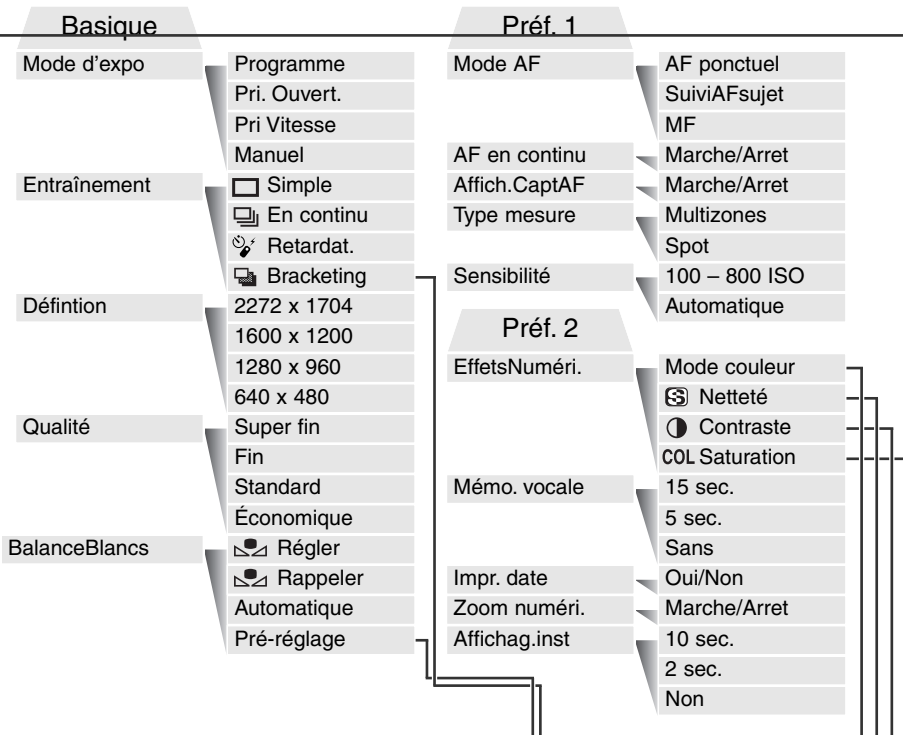 Basique
Mode d'expo
Programme
Pri. Ouvert.
Pri Vitesse
Manuel
Entraînement
Simple
En continu
Retardat.
Bracketing
Défintion
2272 x 1704
1600 x 1200
1280 x 960
640 x 480
Qualité
Super fin
Fin
Standard
Économique
BalanceBlancs
Régler
Rappeler
Automatique
Pré-réglage
Préf. 1
Mode AF
AF ponctuel
SuiviAFsujet
MF
AF en continu
Marche/Arret
Affich.CaptAF
Marche/Arret
Type mesure
Multizones
Spot
Sensibilité
100 – 800 ISO
Automatique
Préf. 2
EffetsNuméri.
Mode couleur
S Netteté
Contraste
COL Saturation
Mémo. vocale
15 sec.
5 sec.
Sans
Impr. date
Oui/Non
Zoom numéri.
Marche/Arret
Affichag.inst
10 sec.
2 sec.
Non